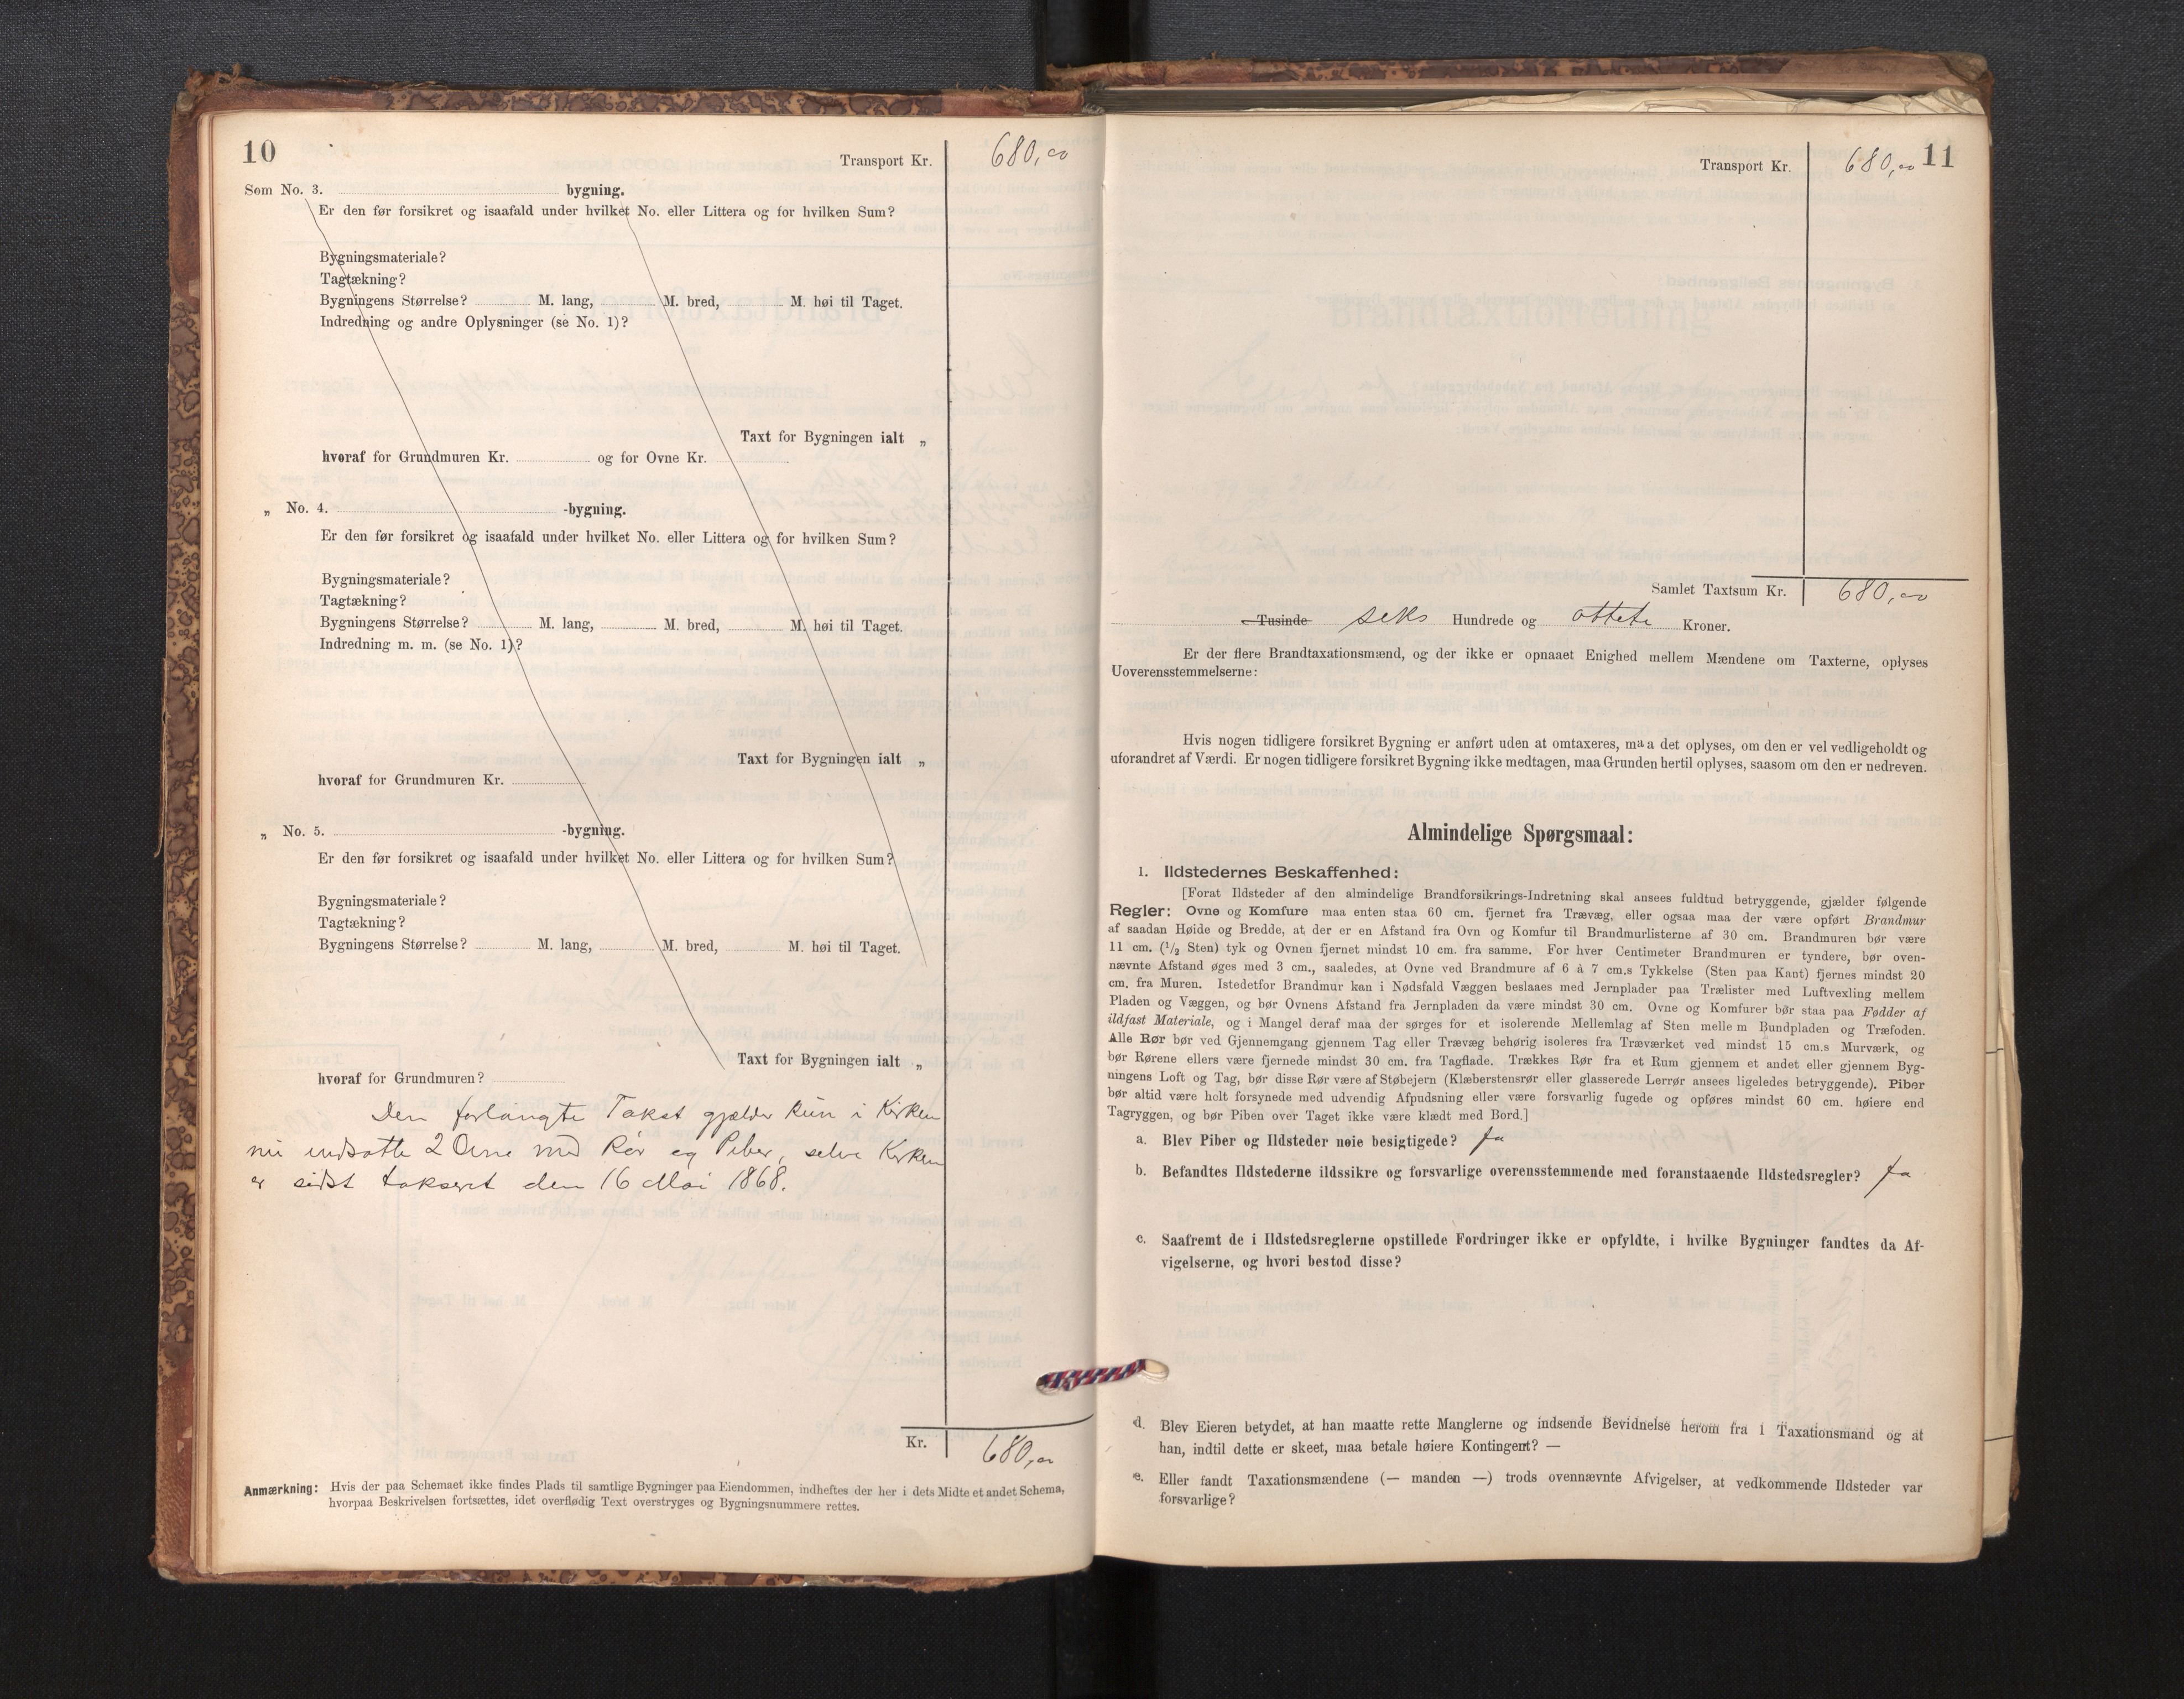 10
Transport Kr. 680,00
Som No. 3. bygning.
Er den før forsikret og isaafald under hvilket No. eller Littera og for hvilken Sum?
Bygningsmateriale?
Tagtækning?
Bygningens Størrelse? M. lang, M. bred, M. høi til Taget.
Indredning og andre Oplysninger (se No. 1)?
Taxt for Bygningen ialt „
hvoraf for Grundmuren Kr. og for Ovne Kr.
„ No. 4. -bygning.
Er den før forsikret og isaafald under hvilket No. eller Littera og for hvilken Sum?
Bygningsmateriale?
Tagtækning?
Bygningens Størrelse? M. lang, M. bred, M. høi til Taget.
Indredning m. m. (se No. 1)?
Taxt for Bygningen ialt „
hvoraf for Grundmuren Kr.
„ No. 5. -bygning.
Er den før forsikret og isaafald under hvilket No. eller Littera og for hvilken Sum?
Bygningsmateriale?
Tagtækning?
Bygningens Størrelse? M. lang, M. bred, M. høi til Taget.
Taxt for Bygningen ialt „
hvoraf for Grundmuren?
Den forlangte Takst gjælder kun i Kirken
nu indsatte 2 Ovne med Rør og Piber, selve Kirken
er sidst takseret den 16 Mai 1868.
Kr. 680,00
Anmærkning: Hvis der paa Schemaet ikke findes Plads til samtlige Bygninger paa Eiendommen, indheftes der her i dets Midte et andet Schema,
hvorpaa Beskrivelsen fortsættes, idet overflødig Text overstryges og Bygningsnummere rettes.
11
Transport Kr. 680,00
Samlet Taxtsum Kr. 680,00
Tusinde seks Hundrede og ottete Kroner.
Er der flere Brandtaxationsmænd, og der ikke er opnaaet Enighed mellem Mændene om Taxterne, oplyses
Uoverensstemmelserne:
Hvis nogen tidligere forsikret Bygning er anført uden at omtaxeres, maa det oplyses, om den er vel vedligeholdt og
uforandret af Værdi. Er nogen tidligere forsikret Bygning ikke medtagen, maa Grunden hertil oplyses, saasom om den er nedreven.
Almindelige Spørgsmaal:
1. Ildstedernes Beskaffenhed:
[Forat Ildsteder af den almindelige Brandforsikrings-Indretning skal ansees fuldtud betryggende, gjælder følgende
Regler: Ovne og Komfure maa enten staa 60 cm. fjernet fra Trævæg, eller ogsaa maa der være opført Brandmur
af saadan Høide og Bredde, at der er en Afstand fra Ovn og Komfur til Brandmurlisterne af 30 cm. Brandmuren bør være
11 cm. (1/2 Sten) tyk og Ovnen fjernet mindst 10 cm. fra samme. For hver Centimeter Brandmuren er tyndere, bør oven-
nævnte Afstand øges med 3 cm., saaledes, at Ovne ved Brandmure af 6 à 7 cm.s Tykkelse (Sten paa Kant) fjernes mindst 20
cm. fra Muren. Istedetfor Brandmur kan i Nødsfald Væggen beslaaes med Jernplader paa Trælister med Luftvexling mellem
Pladen og Væggen, og bør Ovnens Afstand fra Jernpladen da være mindst 30 cm. Ovne og Komfurer bør staa paa Fødder af
ildfast Materiale, og i Mangel deraf maa der sørges for et isolerende Mellemlag af Sten mellem Bundpladen og Træfoden.
Alle Rør bør ved Gjennemgang gjennem Tag eller Trævæg behørig isoleres fra Træværket ved mindst 15 cm.s Murværk, og
bør Rørene ellers være fjernede mindst 30 cm. fra Tagflade. Trækkes Rør fra et Rum gjennem et andet eller gjennem Byg-
ningens Loft og Tag, bør disse Rør være af Støbejern (Klæberstensrør eller glasserede Lerrør ansees ligeledes betryggende). Piber
bør altid være helt forsynede med udvendig Afpudsning eller være forsvarlig fugede og opføres mindst 60 cm. høiere end
Tagryggen, og bør Piben over Taget ikke være klædt med Bord.]
a. Blev Piber og Ildsteder nøie besigtigede? Ja
b. Befandtes Ildstederne ildssikre og forsvarlige overensstemmende med foranstaaende Ildstedsregler? Ja
c. Saafremt de i Ildstedsreglerne opstillede Fordringer ikke er opfyldte, i hvilke Bygninger fandtes da Af-
vigelserne, og hvori bestod disse?
d. Blev Eieren betydet, at han maatte rette Manglerne og indsende Bevidnelse herom fra 1 Taxationsmand og at
han, indtil dette er skeet, maa betale høiere Kontingent? —
e. Eller fandt Taxationsmændene (— manden —) trods ovennævnte Afvigelser, at vedkommende Ildsteder var
forsvarlige?